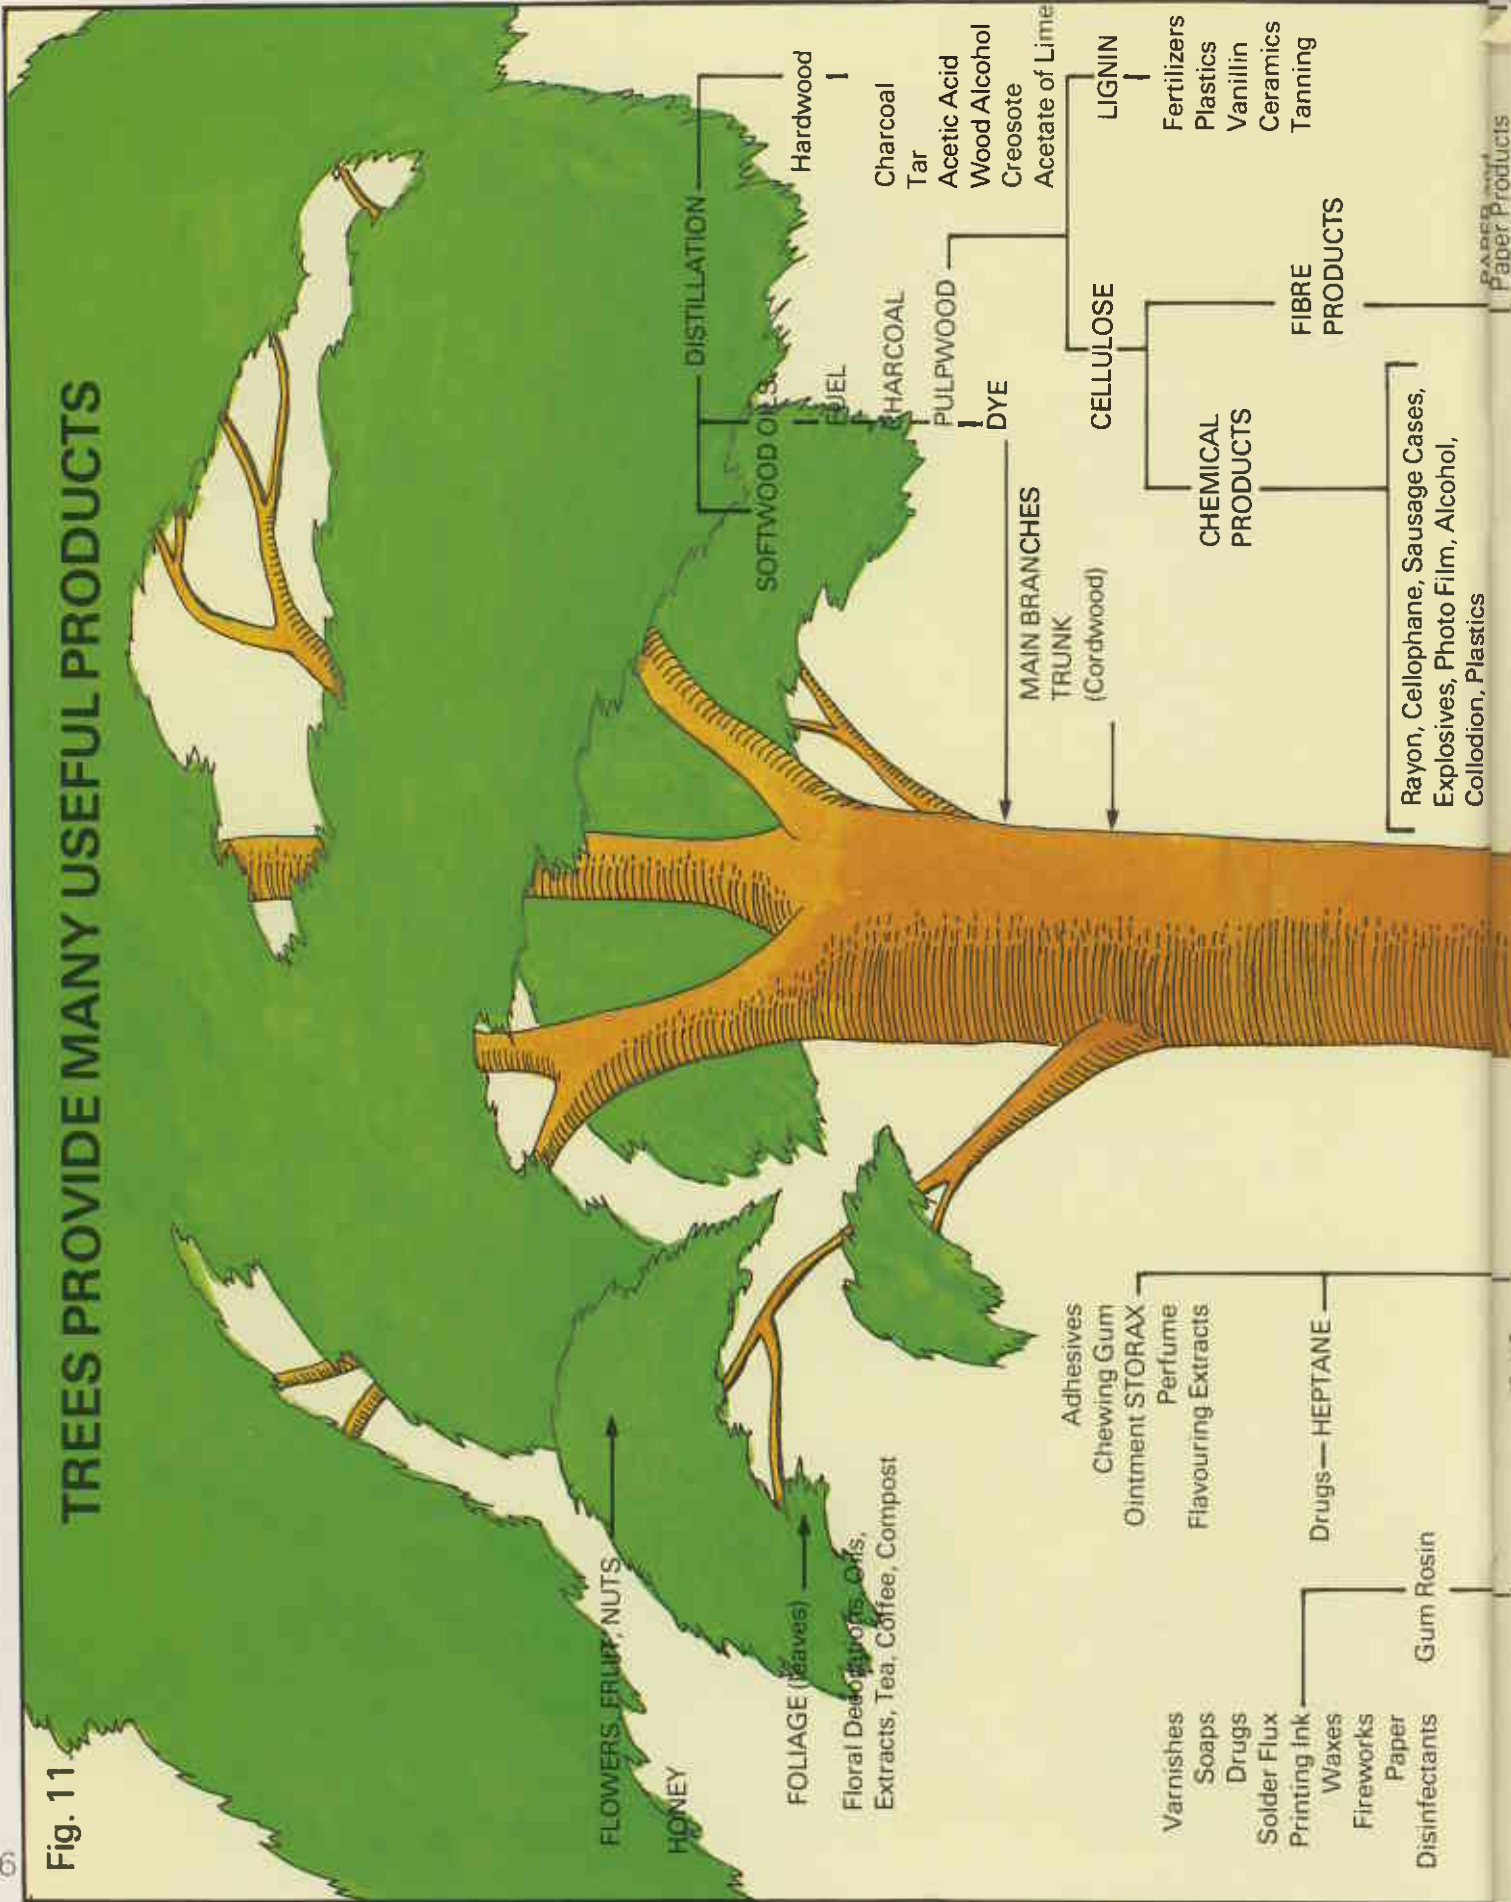 6
Fig. 11
TREES PROVIDE MANY USEFUL PRODUCTS
FLOWERS, FRUIT, NUTS
HONEY
FOLIAGE (leaves)
Floral Decorations, Oils,
Extracts, Tea, Coffee, Compost
Adhesives
Chewing Gum
Ointment STORAX
Perfume
Flavouring Extracts
Drugs — HEPTANE
Varnishes
Soaps
Drugs
Solder Flux
Printing Ink
Waxes
Fireworks
Paper
Disinfectants
Gum Rosin
DISTILLATION
SOFTWOOD OILS
FUEL
CHARCOAL
PULPWOOD
DYE
Hardwood
Charcoal
Tar
Acetic Acid
Wood Alcohol
Creosote
Acetate of Lime
MAIN BRANCHES
TRUNK
(Cordwood)
CELLULOSE
LIGNIN
Fertilizers
Plastics
Vanillin
Ceramics
Tanning
CHEMICAL
PRODUCTS
FIBRE
PRODUCTS
Rayon, Cellophane, Sausage Cases,
Explosives, Photo Film, Alcohol,
Collodion, Plastics
PAPER and
Paper Products